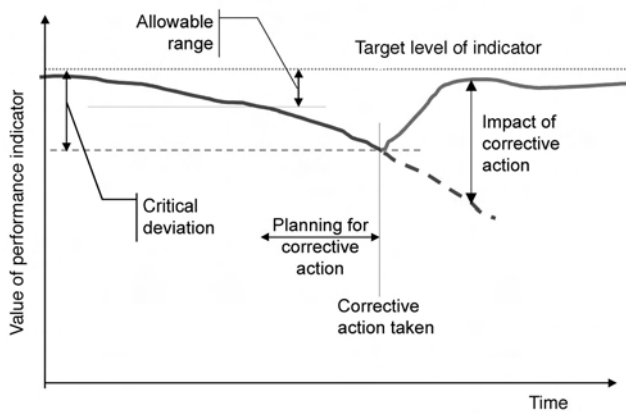 Allowable
range
Target level of indicator
Impact of
corrective
action
Critical
deviation
Planning for
corrective
action
Corrective
action taken
Value of performance indicator
Time